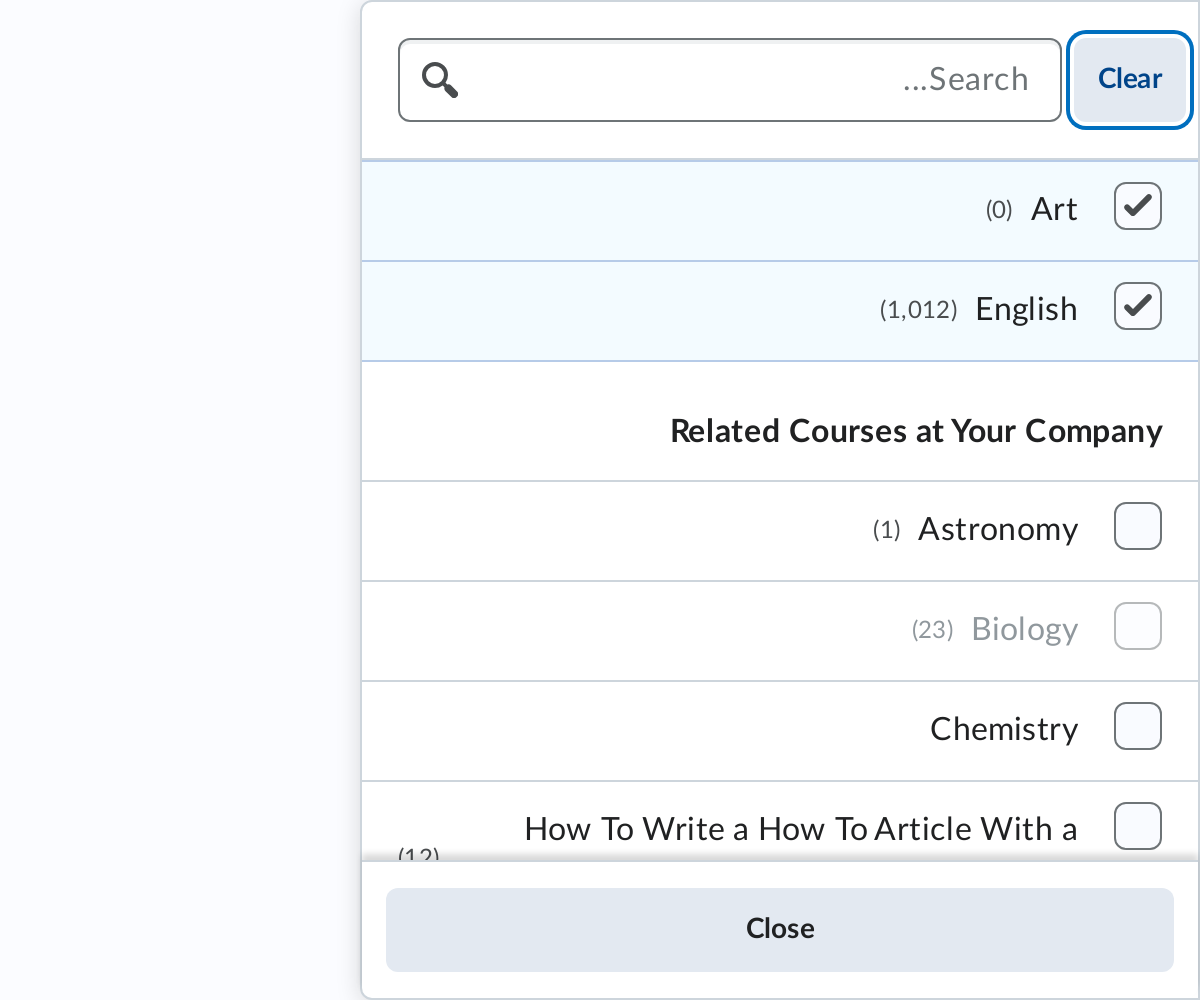 ...Search
Clear
Art (0)
English (1,012)
Related Courses at Your Company
Astronomy (1)
Biology (23)
Chemistry
How To Write a How To Article With a
(12)
Close